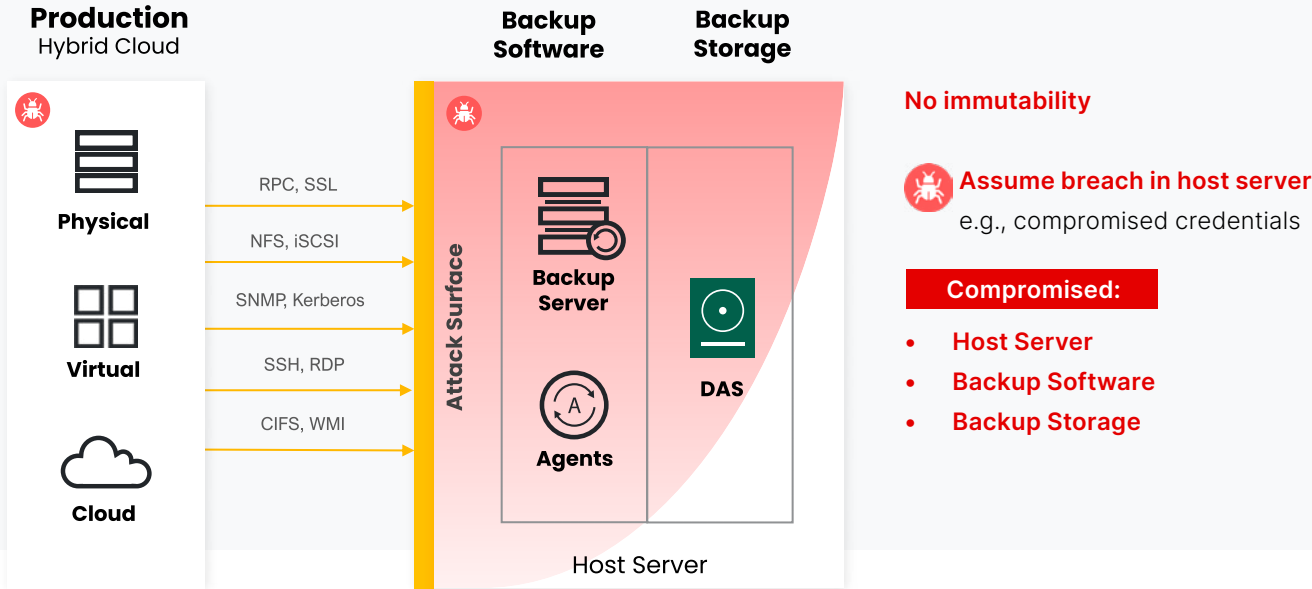 Production
Hybrid Cloud
Backup
Software
Backup
Storage
Physical
Virtual
Cloud
RPC, SSL
NFS, iSCSI
SNMP, Kerberos
SSH, RDP
CIFS, WMI
Attack Surface
Backup
Server
A
Agents
DAS
Host Server
No immutability
Assume breach in host server
e.g., compromised credentials
Compromised:
• Host Server
• Backup Software
• Backup Storage